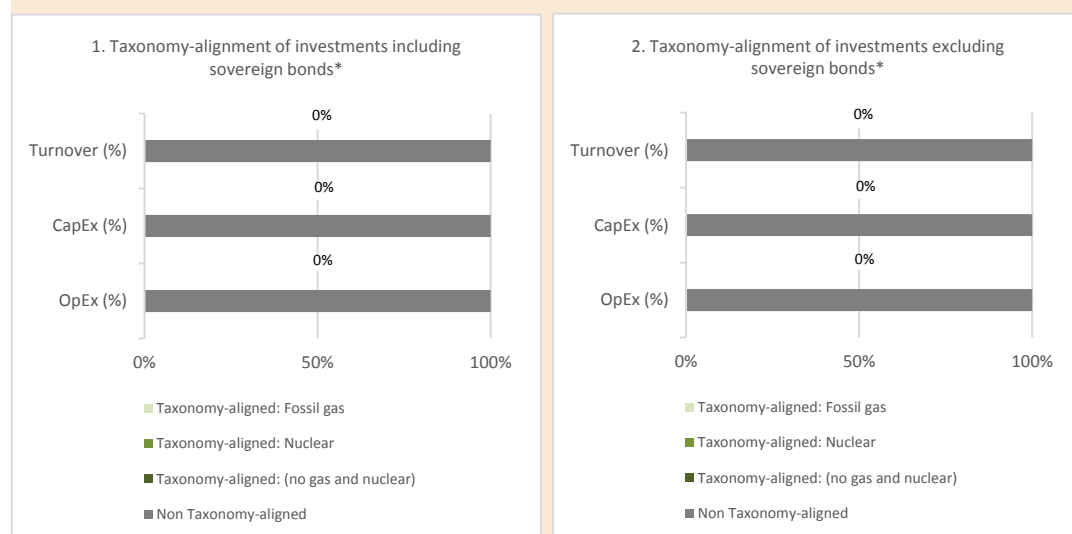 1. Taxonomy-alignment of investments including
sovereign bonds*
0%
Turnover (%)
0%
CapEx (%)
0%
OpEx (%)
0% 50% 100%
Taxonomy-aligned: Fossil gas
Taxonomy-aligned: Nuclear
Taxonomy-aligned: (no gas and nuclear)
Non Taxonomy-aligned
2. Taxonomy-alignment of investments excluding
sovereign bonds*
0%
Turnover (%)
0%
CapEx (%)
0%
OpEx (%)
0% 50% 100%
Taxonomy-aligned: Fossil gas
Taxonomy-aligned: Nuclear
Taxonomy-aligned: (no gas and nuclear)
Non Taxonomy-aligned